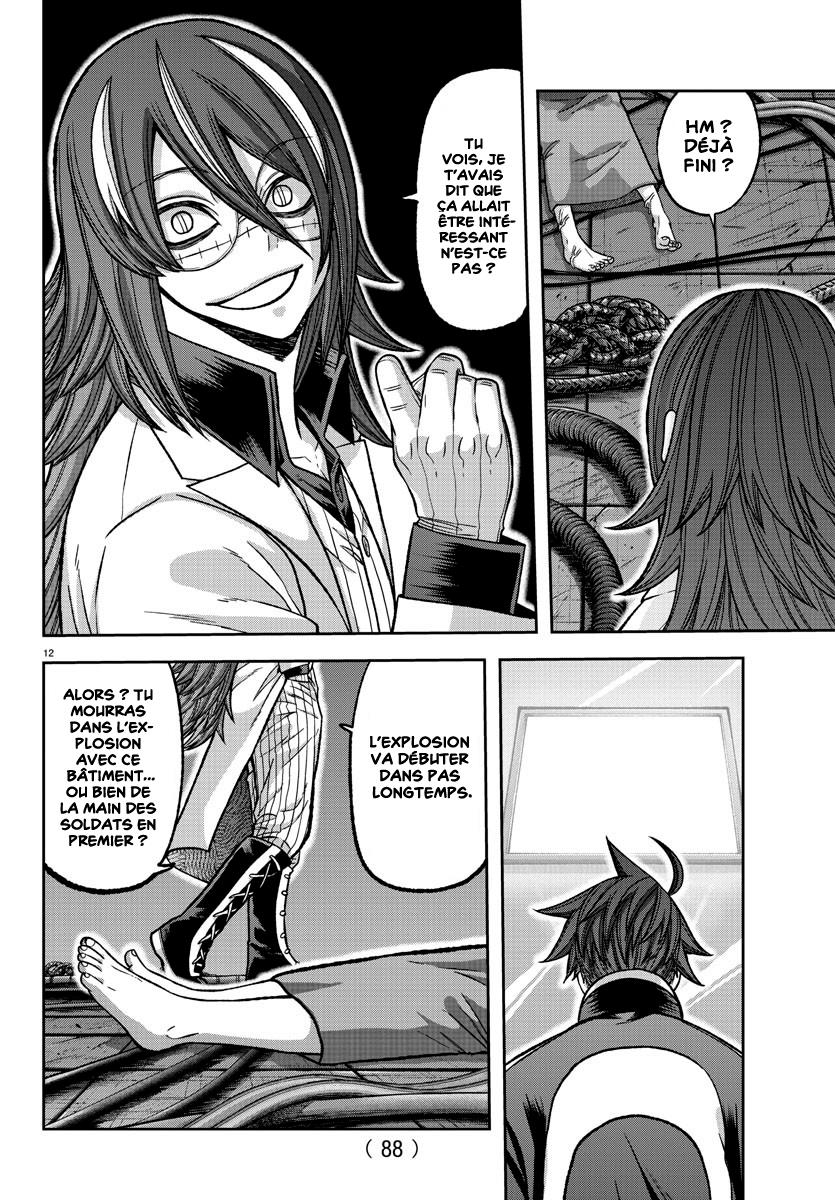 HM ?
DÉJÀ
FINI ?
TU
VOIS, JE
T'AVAIS
DIT QUE
ÇA ALLAIT
ÊTRE INTÉ-
RESSANT
N'EST-CE
PAS ?
12
L'EXPLOSION
VA DÉBUTER
DANS PAS
LONGTEMPS.
ALORS ? TU
MOURRAS
DANS L'EX-
PLOSION
AVEC CE
BÂTIMENT...
OU BIEN DE
LA MAIN DES
SOLDATS EN
PREMIER ?
( 88 )